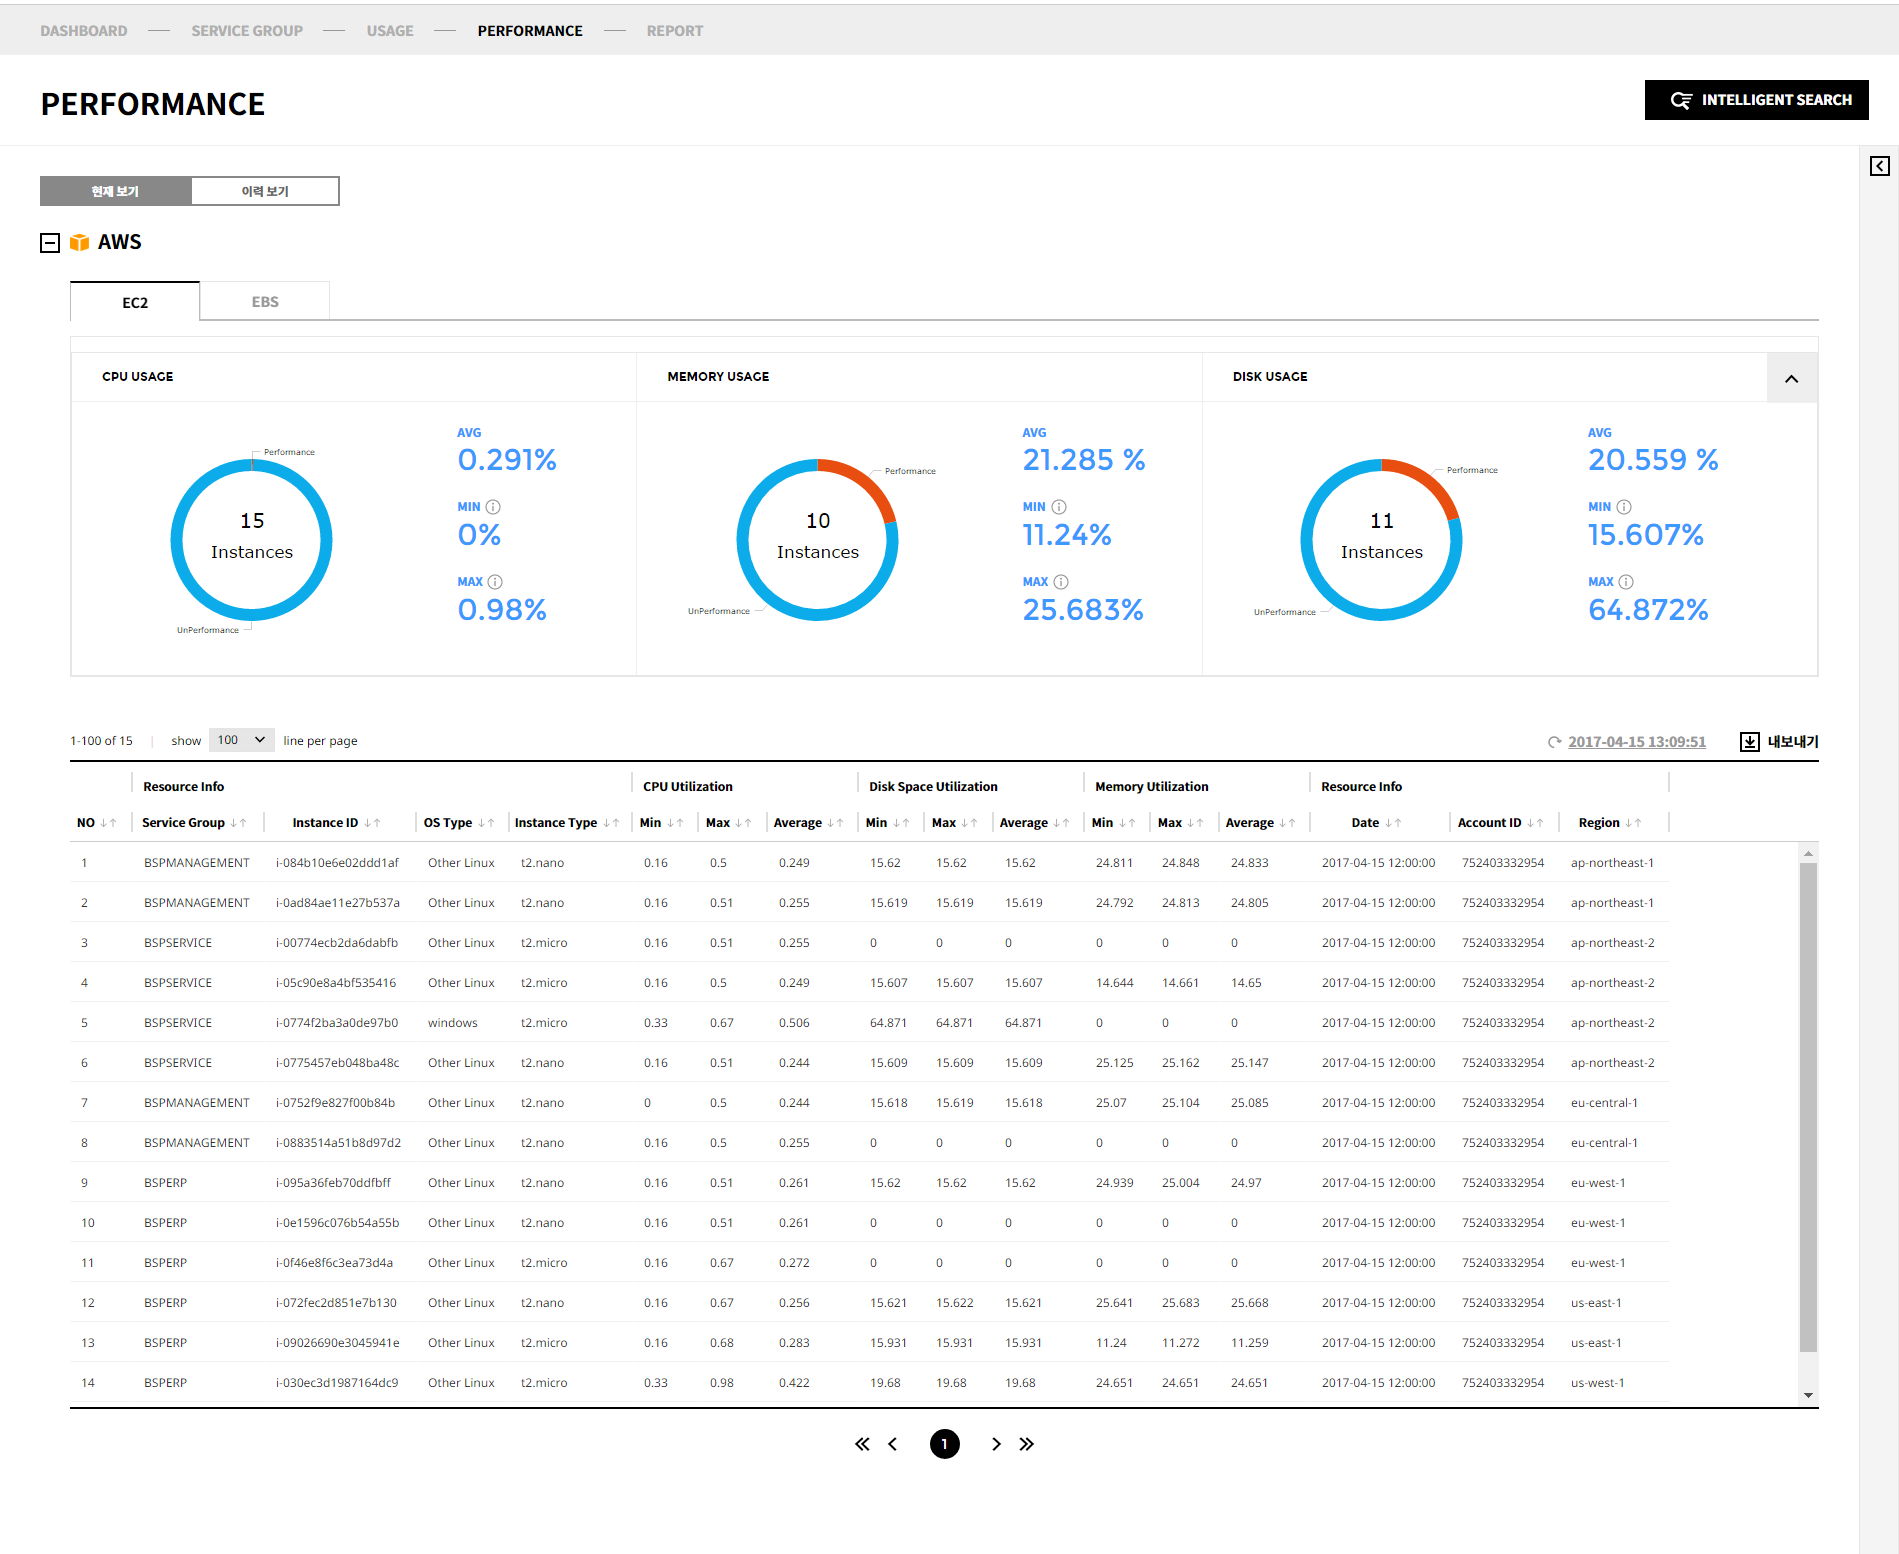 DASHBOARD — SERVICE GROUP — USAGE — PERFORMANCE — REPORT
PERFORMANCE
INTELLIGENT SEARCH
현재 보기 이력 보기
AWS
EC2 EBS
CPU USAGE
Performance
15
Instances
UnPerformance
AVG
0.291%
MIN
0%
MAX
0.98%
MEMORY USAGE
Performance
10
Instances
UnPerformance
AVG
21.285 %
MIN
11.24%
MAX
25.683%
DISK USAGE
Performance
11
Instances
UnPerformance
AVG
20.559 %
MIN
15.607%
MAX
64.872%
1-100 of 15 | show 100 line per page
2017-04-15 13:09:51 내보내기
Resource Info CPU Utilization Disk Space Utilization Memory Utilization Resource Info
NO Service Group Instance ID OS Type Instance Type Min Max Average Min Max Average Min Max Average Date Account ID Region
1 BSPMANAGEMENT i-084b10e6e02ddd1af Other Linux t2.nano 0.16 0.5 0.249 15.62 15.62 15.62 24.811 24.848 24.833 2017-04-15 12:00:00 752403332954 ap-northeast-1
2 BSPMANAGEMENT i-0ad84ae11e27b537a Other Linux t2.nano 0.16 0.51 0.255 15.619 15.619 15.619 24.792 24.813 24.805 2017-04-15 12:00:00 752403332954 ap-northeast-1
3 BSPSERVICE i-00774ecb2da6dabfb Other Linux t2.micro 0.16 0.51 0.255 0 0 0 0 0 0 2017-04-15 12:00:00 752403332954 ap-northeast-2
4 BSPSERVICE i-05c90e8a4bf535416 Other Linux t2.micro 0.16 0.5 0.249 15.607 15.607 15.607 14.644 14.661 14.65 2017-04-15 12:00:00 752403332954 ap-northeast-2
5 BSPSERVICE i-0774f2ba3a0de97b0 windows t2.micro 0.33 0.67 0.506 64.871 64.871 64.871 0 0 0 2017-04-15 12:00:00 752403332954 ap-northeast-2
6 BSPSERVICE i-0775457eb048ba48c Other Linux t2.nano 0.16 0.51 0.244 15.609 15.609 15.609 25.125 25.162 25.147 2017-04-15 12:00:00 752403332954 ap-northeast-2
7 BSPMANAGEMENT i-0752f9e827f00b84b Other Linux t2.nano 0 0.5 0.244 15.618 15.619 15.618 25.07 25.104 25.085 2017-04-15 12:00:00 752403332954 eu-central-1
8 BSPMANAGEMENT i-0883514a51b8d97d2 Other Linux t2.nano 0.16 0.5 0.255 0 0 0 0 0 0 2017-04-15 12:00:00 752403332954 eu-central-1
9 BSPERP i-095a36feb70ddfbff Other Linux t2.nano 0.16 0.51 0.261 15.62 15.62 15.62 24.939 25.004 24.97 2017-04-15 12:00:00 752403332954 eu-west-1
10 BSPERP i-0e1596c076b54a55b Other Linux t2.nano 0.16 0.51 0.261 0 0 0 0 0 0 2017-04-15 12:00:00 752403332954 eu-west-1
11 BSPERP i-0f46e8f6c3ea73d4a Other Linux t2.micro 0.16 0.67 0.272 0 0 0 0 0 0 2017-04-15 12:00:00 752403332954 eu-west-1
12 BSPERP i-072fec2d851e7b130 Other Linux t2.nano 0.16 0.67 0.256 15.621 15.622 15.621 25.641 25.683 25.668 2017-04-15 12:00:00 752403332954 us-east-1
13 BSPERP i-09026690e3045941e Other Linux t2.micro 0.16 0.68 0.283 15.931 15.931 15.931 11.24 11.272 11.259 2017-04-15 12:00:00 752403332954 us-east-1
14 BSPERP i-030ec3d1987164dc9 Other Linux t2.micro 0.33 0.98 0.422 19.68 19.68 19.68 24.651 24.651 24.651 2017-04-15 12:00:00 752403332954 us-west-1
1